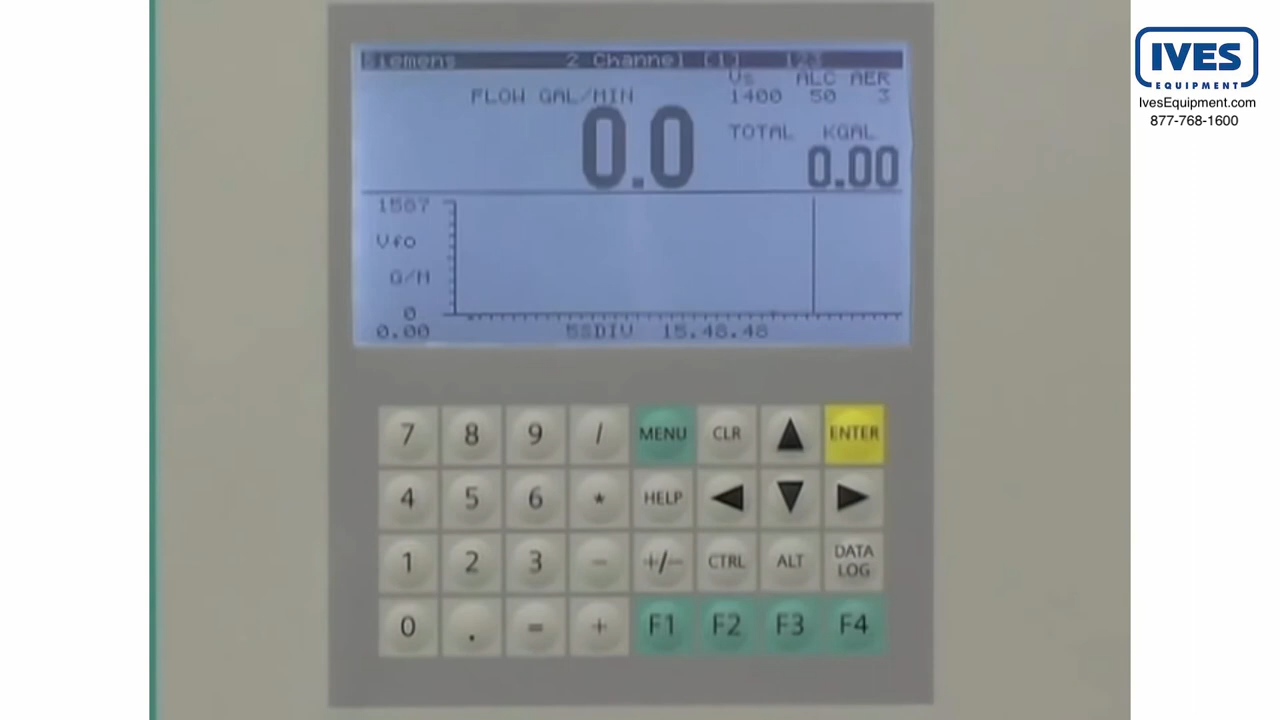 Siemens 2 Channel [1] 123
Vs ALC AER
FLOW GAL/MIN 1400 50 3
0.0
TOTAL KGAL
0.00
1567
Vfo
G/M
0
0.00 5SDIV 15.48.48
7 8 9 / MENU CLR ▲ ENTER
4 5 6 * HELP ◀ ▼ ▶
1 2 3 - +/- CTRL ALT DATA LOG
0 . = + F1 F2 F3 F4
IVES
EQUIPMENT
IvesEquipment.com
877-768-1600